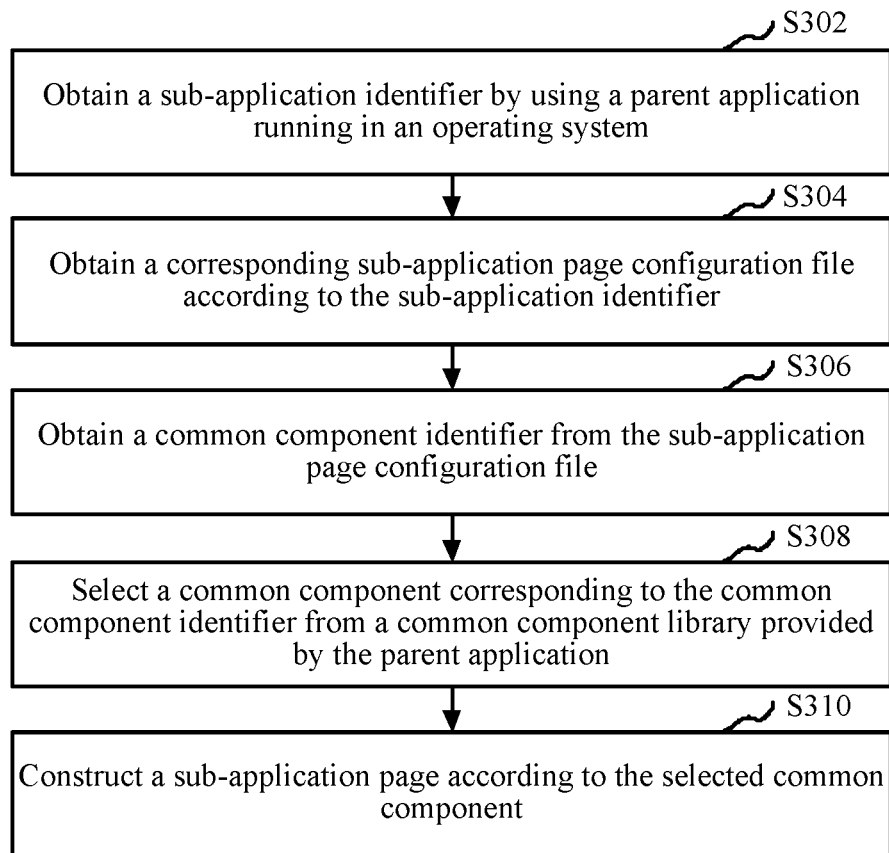 S302
Obtain a sub-application identifier by using a parent application
running in an operating system
S304
Obtain a corresponding sub-application page configuration file
according to the sub-application identifier
S306
Obtain a common component identifier from the sub-application
page configuration file
S308
Select a common component corresponding to the common
component identifier from a common component library provided
by the parent application
S310
Construct a sub-application page according to the selected common
component